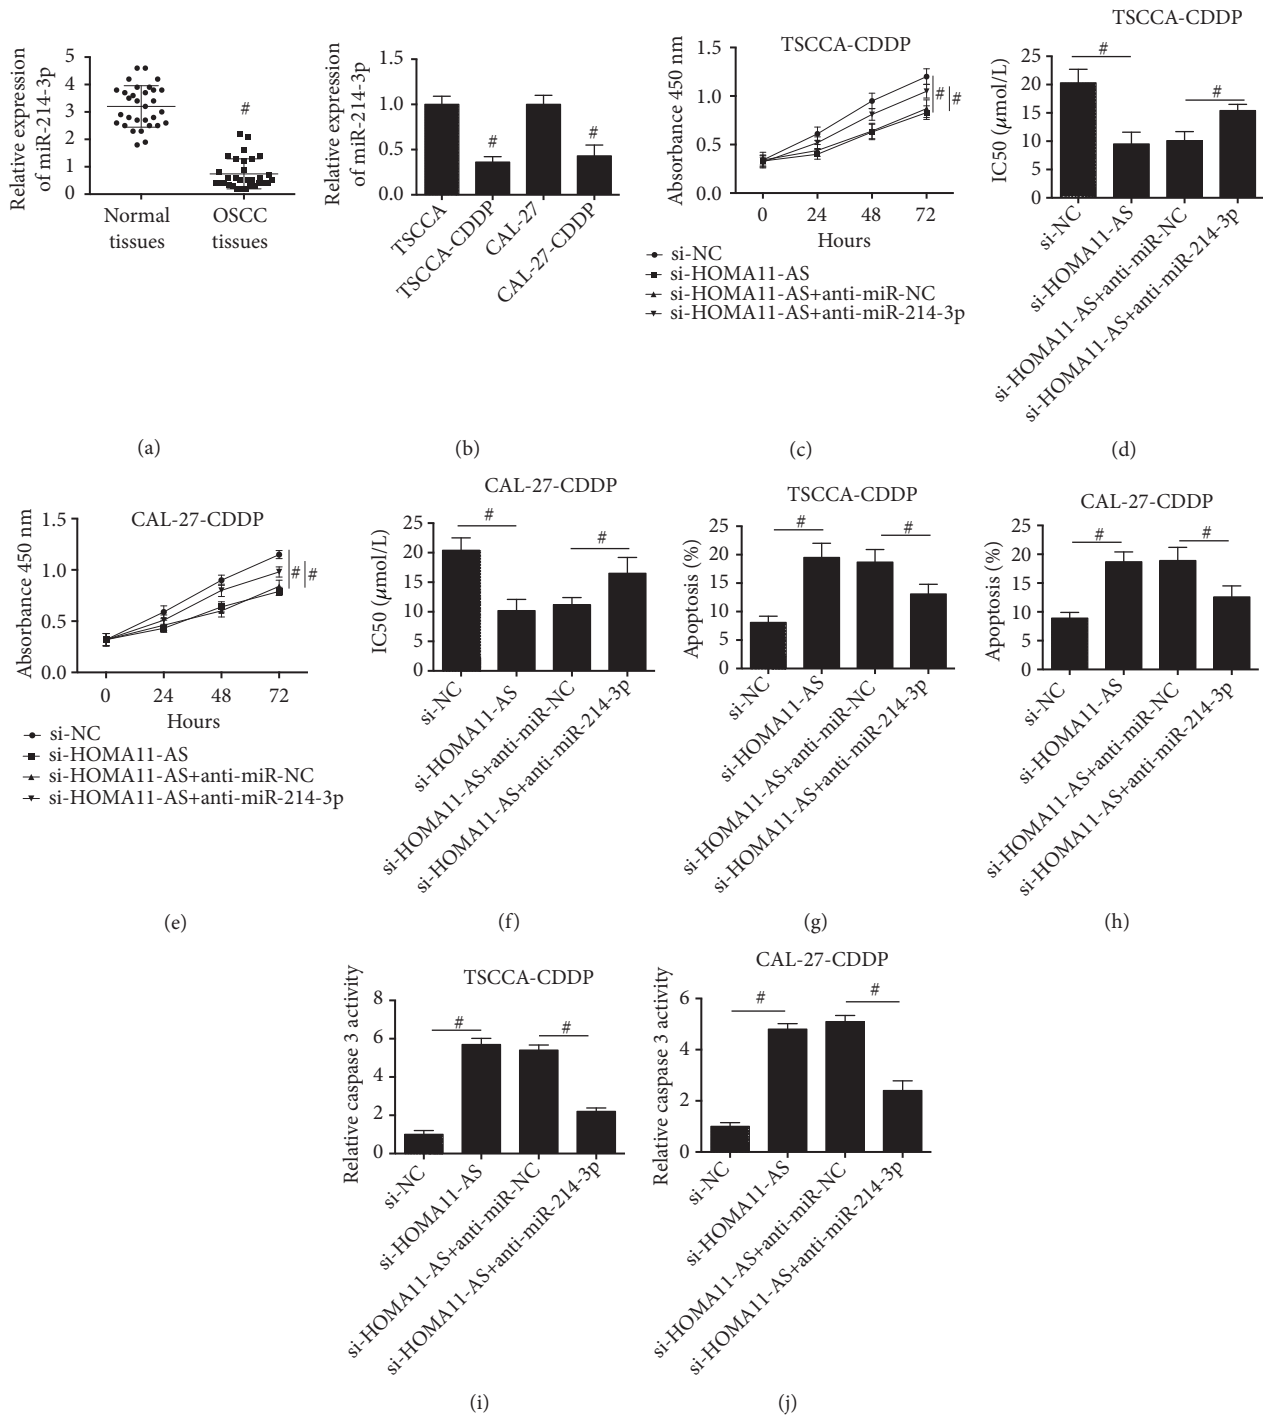 Relative expression
of miR-214-3p
5
4
3
2
1
0
#
Normal
tissues
OSCC
tissues
(a)
Relative expression
of miR-214-3p
1.5
1.0
0.5
0.0
#
#
TSCCA
TSCCA-CDDP
CAL-27
CAL-27-CDDP
(b)
TSCCA-CDDP
Absorbance 450 nm
1.5
1.0
0.5
0.0
# #
0 24 48 72
Hours
si-NC
si-HOMA11-AS
si-HOMA11-AS+anti-miR-NC
si-HOMA11-AS+anti-miR-214-3p
(c)
TSCCA-CDDP
IC50 (μmol/L)
25
20
15
10
5
0
#
#
si-NC
si-HOMA11-AS
si-HOMA11-AS+anti-miR-NC
si-HOMA11-AS+anti-miR-214-3p
(d)
CAL-27-CDDP
Absorbance 450 nm
1.5
1.0
0.5
0.0
# #
0 24 48 72
Hours
si-NC
si-HOMA11-AS
si-HOMA11-AS+anti-miR-NC
si-HOMA11-AS+anti-miR-214-3p
(e)
CAL-27-CDDP
IC50 (μmol/L)
25
20
15
10
5
0
#
#
si-NC
si-HOMA11-AS
si-HOMA11-AS+anti-miR-NC
si-HOMA11-AS+anti-miR-214-3p
(f)
TSCCA-CDDP
Apoptosis (%)
25
20
15
10
5
0
#
#
si-NC
si-HOMA11-AS
si-HOMA11-AS+anti-miR-NC
si-HOMA11-AS+anti-miR-214-3p
(g)
CAL-27-CDDP
Apoptosis (%)
25
20
15
10
5
0
#
#
si-NC
si-HOMA11-AS
si-HOMA11-AS+anti-miR-NC
si-HOMA11-AS+anti-miR-214-3p
(h)
TSCCA-CDDP
Relative caspase 3 activity
8
6
4
2
0
#
#
si-NC
si-HOMA11-AS
si-HOMA11-AS+anti-miR-NC
si-HOMA11-AS+anti-miR-214-3p
(i)
CAL-27-CDDP
Relative caspase 3 activity
6
4
2
0
#
#
si-NC
si-HOMA11-AS
si-HOMA11-AS+anti-miR-NC
si-HOMA11-AS+anti-miR-214-3p
(j)